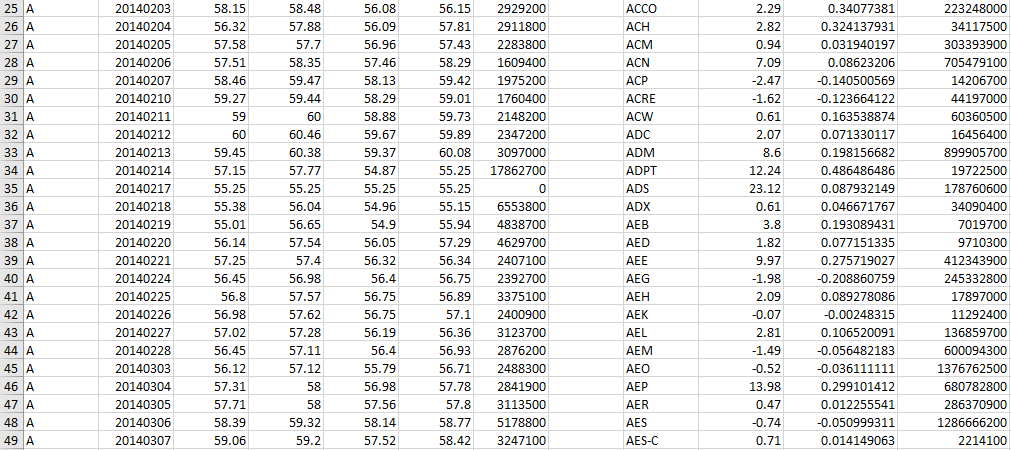 25 A 20140203 58.15 58.48 56.08 56.15 2929200 ACCO 2.29 0.34077381 223248000
26 A 20140204 56.32 57.88 56.09 57.81 2911800 ACH 2.82 0.324137931 34117500
27 A 20140205 57.58 57.7 56.96 57.43 2283800 ACM 0.94 0.031940197 303393900
28 A 20140206 57.51 58.35 57.46 58.29 1609400 ACN 7.09 0.08623206 705479100
29 A 20140207 58.46 59.47 58.13 59.42 1975200 ACP -2.47 -0.140500569 14206700
30 A 20140210 59.27 59.44 58.29 59.01 1760400 ACRE -1.62 -0.123664122 44197000
31 A 20140211 59 60 58.88 59.73 2148200 ACW 0.61 0.163538874 60360500
32 A 20140212 60 60.46 59.67 59.89 2347200 ADC 2.07 0.071330117 16456400
33 A 20140213 59.45 60.38 59.37 60.08 3097000 ADM 8.6 0.198156682 899905700
34 A 20140214 57.15 57.77 54.87 55.25 17862700 ADPT 12.24 0.486486486 19722500
35 A 20140217 55.25 55.25 55.25 55.25 0 ADS 23.12 0.087932149 178760600
36 A 20140218 55.38 56.04 54.96 55.15 6553800 ADX 0.61 0.046671767 34090400
37 A 20140219 55.01 56.65 54.9 55.94 4838700 AEB 3.8 0.193089431 7019700
38 A 20140220 56.14 57.54 56.05 57.29 4629700 AED 1.82 0.077151335 9710300
39 A 20140221 57.25 57.4 56.32 56.34 2407100 AEE 9.97 0.275719027 412343900
40 A 20140224 56.45 56.98 56.4 56.75 2392700 AEG -1.98 -0.208860759 245332800
41 A 20140225 56.8 57.57 56.75 56.89 3375100 AEH 2.09 0.089278086 17897000
42 A 20140226 56.98 57.62 56.75 57.1 2400900 AEK -0.07 -0.00248315 11292400
43 A 20140227 57.02 57.28 56.19 56.36 3123700 AEL 2.81 0.106520091 136859700
44 A 20140228 56.45 57.11 56.4 56.93 2876200 AEM -1.49 -0.056482183 600094300
45 A 20140303 56.12 57.12 55.79 56.71 2488300 AEO -0.52 -0.036111111 1376762500
46 A 20140304 57.31 58 56.98 57.78 2841900 AEP 13.98 0.299101412 680782800
47 A 20140305 57.71 58 57.56 57.8 3113500 AER 0.47 0.012255541 286370900
48 A 20140306 58.39 59.32 58.14 58.77 5178800 AES -0.74 -0.050999311 1286666200
49 A 20140307 59.06 59.2 57.52 58.42 3247100 AES-C 0.71 0.014149063 2214100